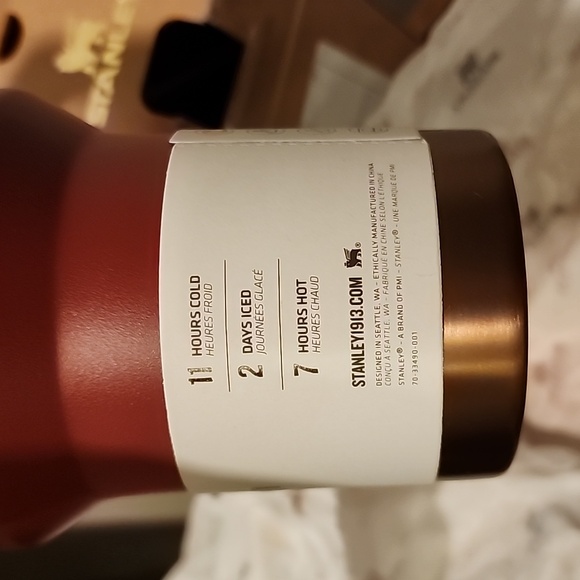 STANLEY
11 HOURS COLD
HEURES FROID
2 DAYS ICED
JOURNÉES GLACÉ
7 HOURS HOT
HEURES CHAUD
STANLEY1913.COM ®
DESIGNED IN SEATTLE, WA - ETHICALLY MANUFACTURED IN CHINA
CONÇU À SEATTLE, WA - FABRIQUÉ EN CHINE SELON L'ÉTHIQUE
STANLEY® - A BRAND OF PMI - STANLEY® - UNE MARQUE DE PMI
70-33490-001